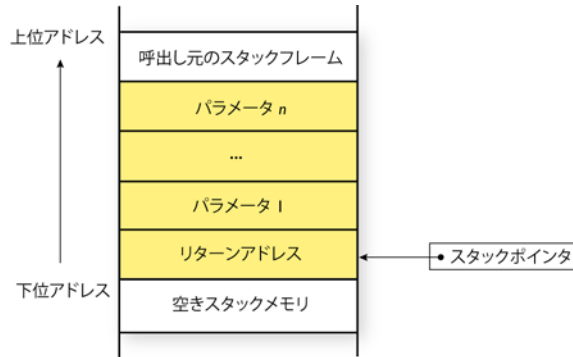 上位アドレス
呼出し元のスタックフレーム
パラメータ n
...
パラメータ 1
リターンアドレス
スタックポインタ
下位アドレス
空きスタックメモリ